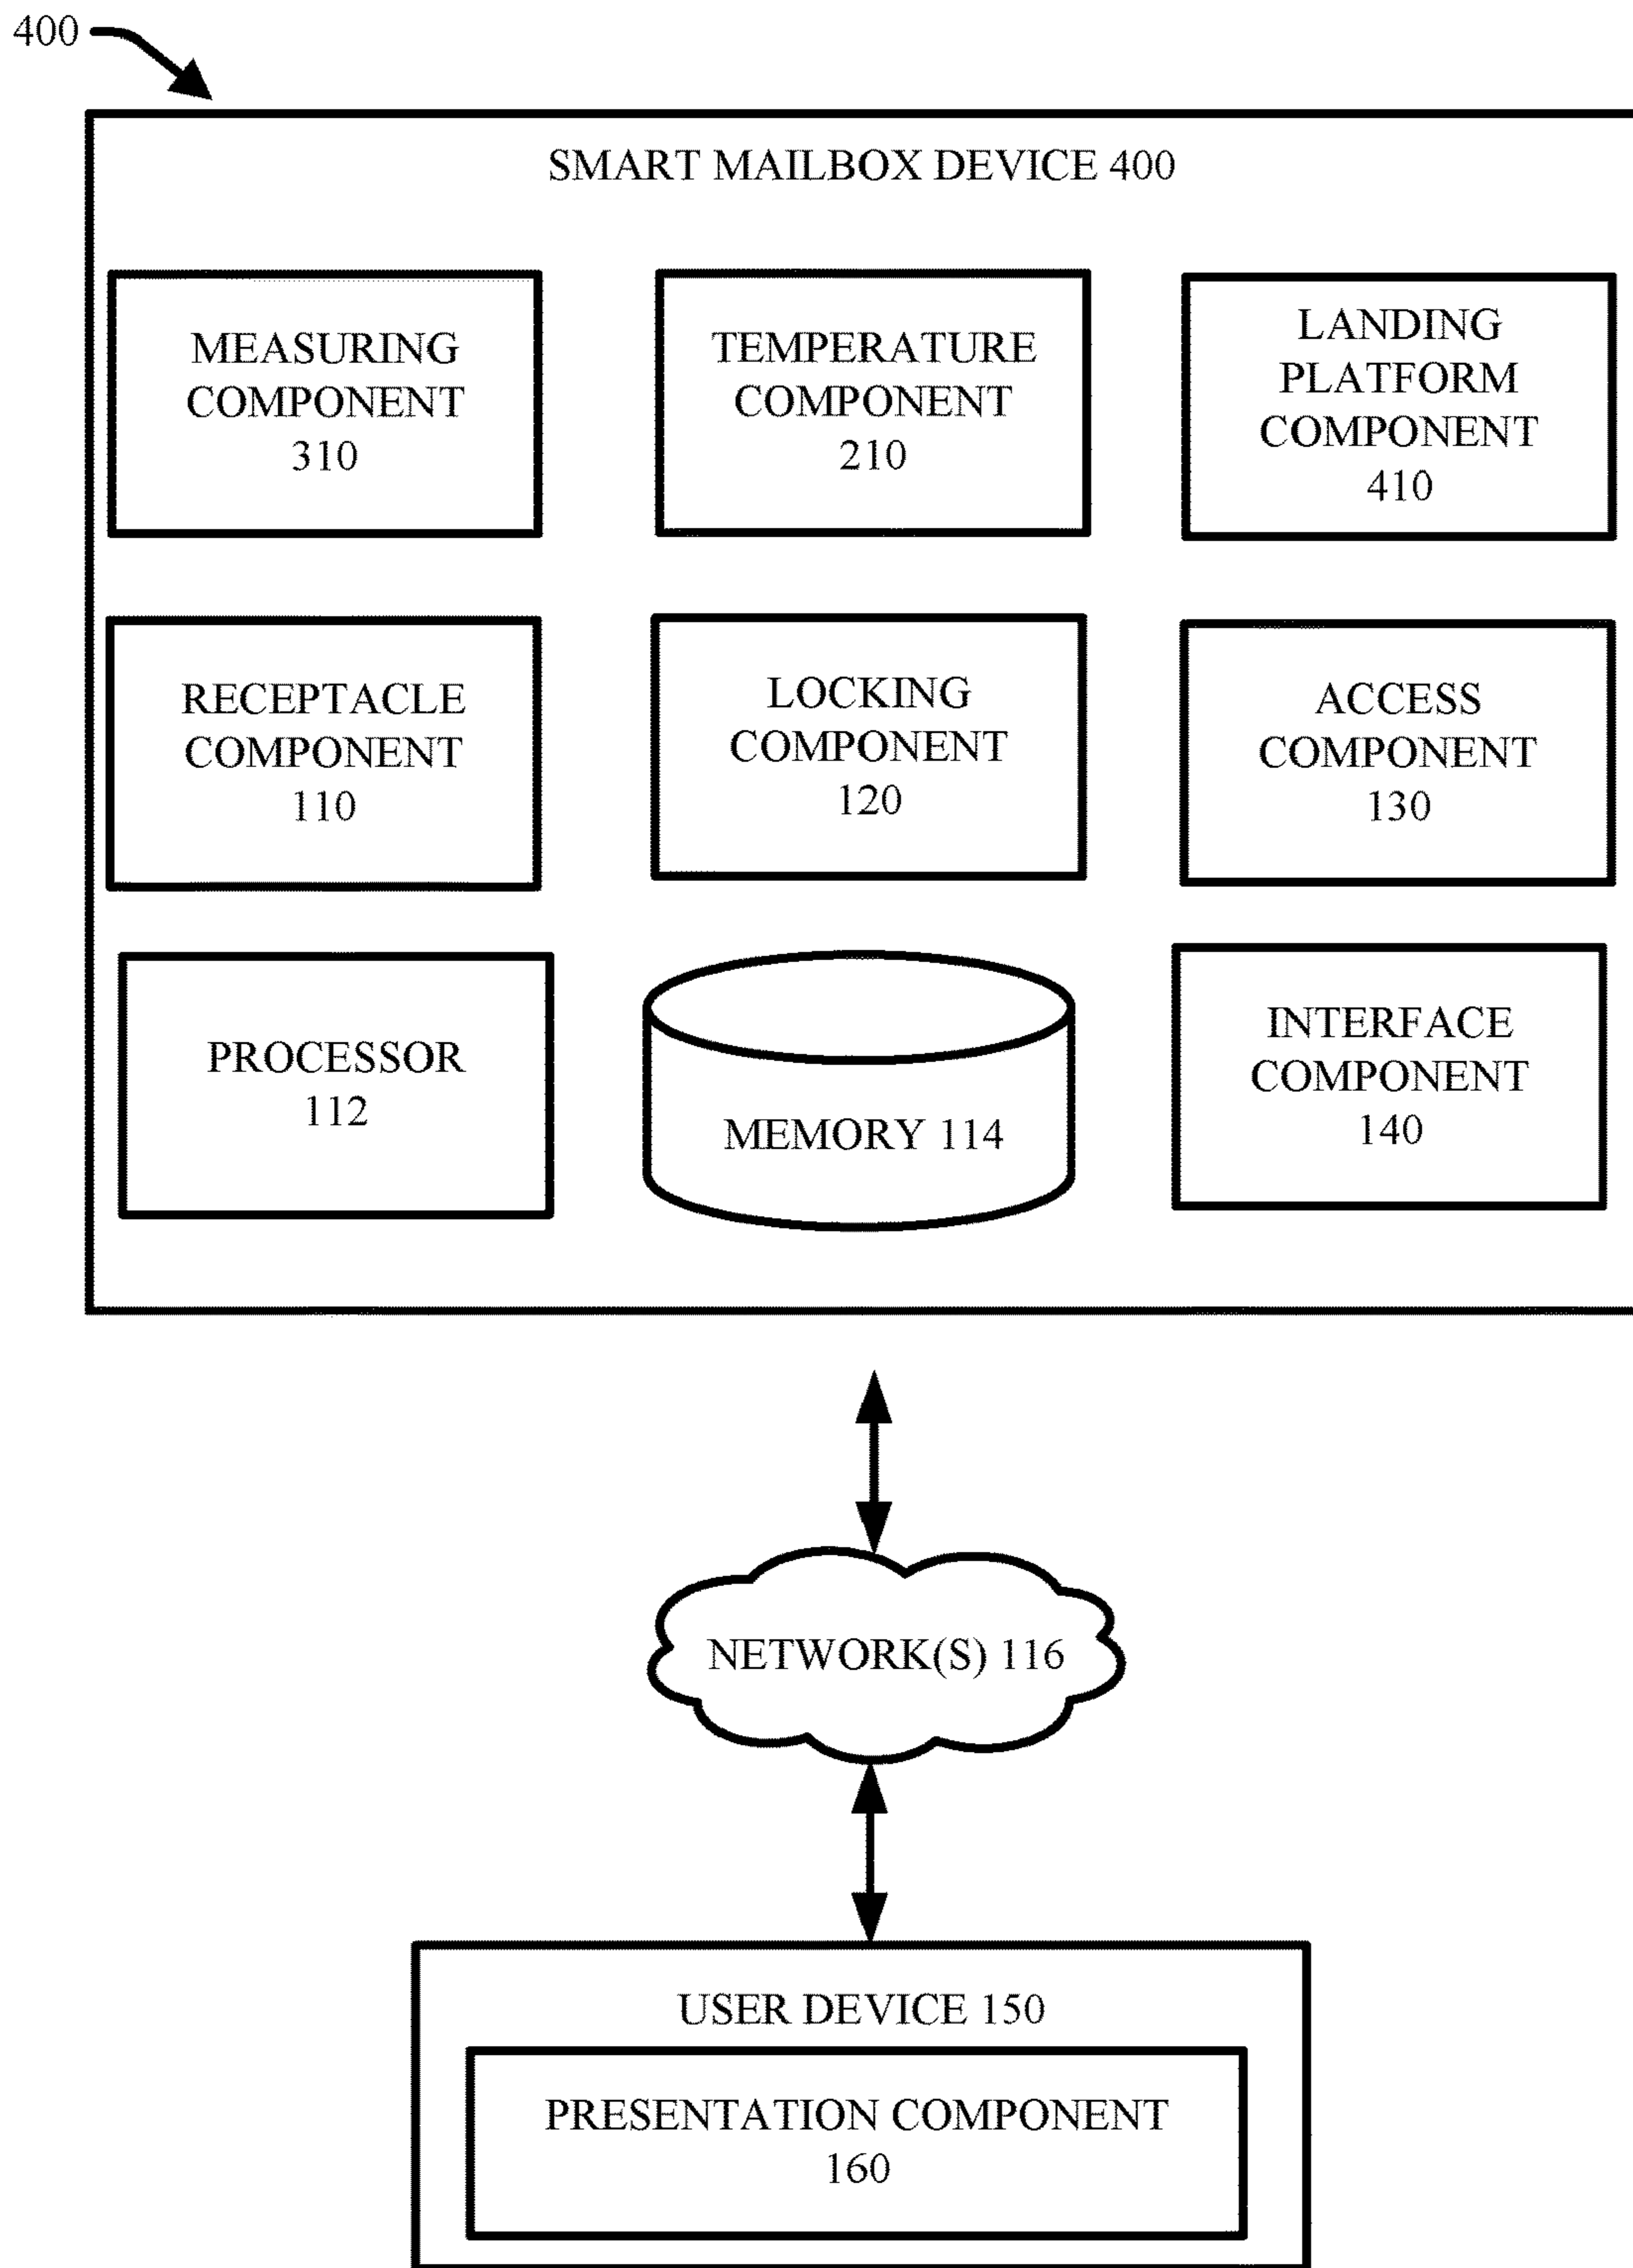 400
SMART MAILBOX DEVICE 400
MEASURING
COMPONENT
310
TEMPERATURE
COMPONENT
210
LANDING
PLATFORM
COMPONENT
410
RECEPTACLE
COMPONENT
110
LOCKING
COMPONENT
120
ACCESS
COMPONENT
130
PROCESSOR
112
MEMORY 114
INTERFACE
COMPONENT
140
NETWORK(S) 116
USER DEVICE 150
PRESENTATION COMPONENT
160